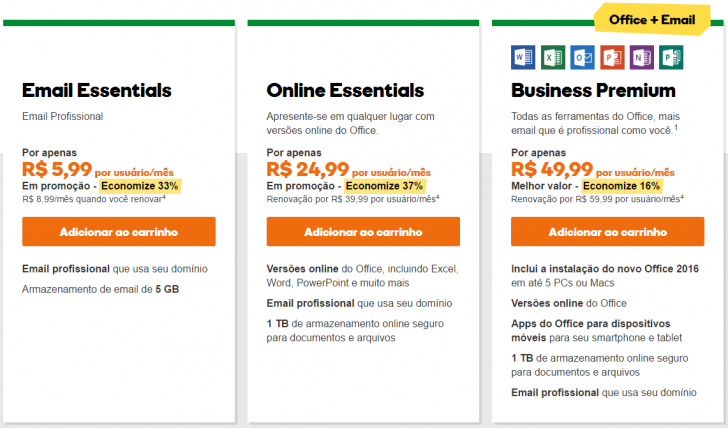 Office + Email
W X O P N P
Email Essentials
Email Profissional
Por apenas
R$ 5,99 por usuário/mês
Em promoção - Economize 33%
R$ 8,99/mês quando você renovar⁴
Adicionar ao carrinho
Email profissional que usa seu domínio
Armazenamento de email de 5 GB
Online Essentials
Apresente-se em qualquer lugar com
versões online do Office.
Por apenas
R$ 24,99 por usuário/mês
Em promoção - Economize 37%
Renovação por R$ 39,99 por usuário/mês⁴
Adicionar ao carrinho
Versões online do Office, incluindo Excel,
Word, PowerPoint e muito mais
Email profissional que usa seu domínio
1 TB de armazenamento online seguro
para documentos e arquivos
Business Premium
Todas as ferramentas do Office, mais
email que é profissional como você.¹
Por apenas
R$ 49,99 por usuário/mês
Melhor valor - Economize 16%
Renovação por R$ 59,99 por usuário/mês⁴
Adicionar ao carrinho
Inclui a instalação do novo Office 2016
em até 5 PCs ou Macs
Versões online do Office
Apps do Office para dispositivos
móveis para seu smartphone e tablet
1 TB de armazenamento online seguro
para documentos e arquivos
Email profissional que usa seu domínio